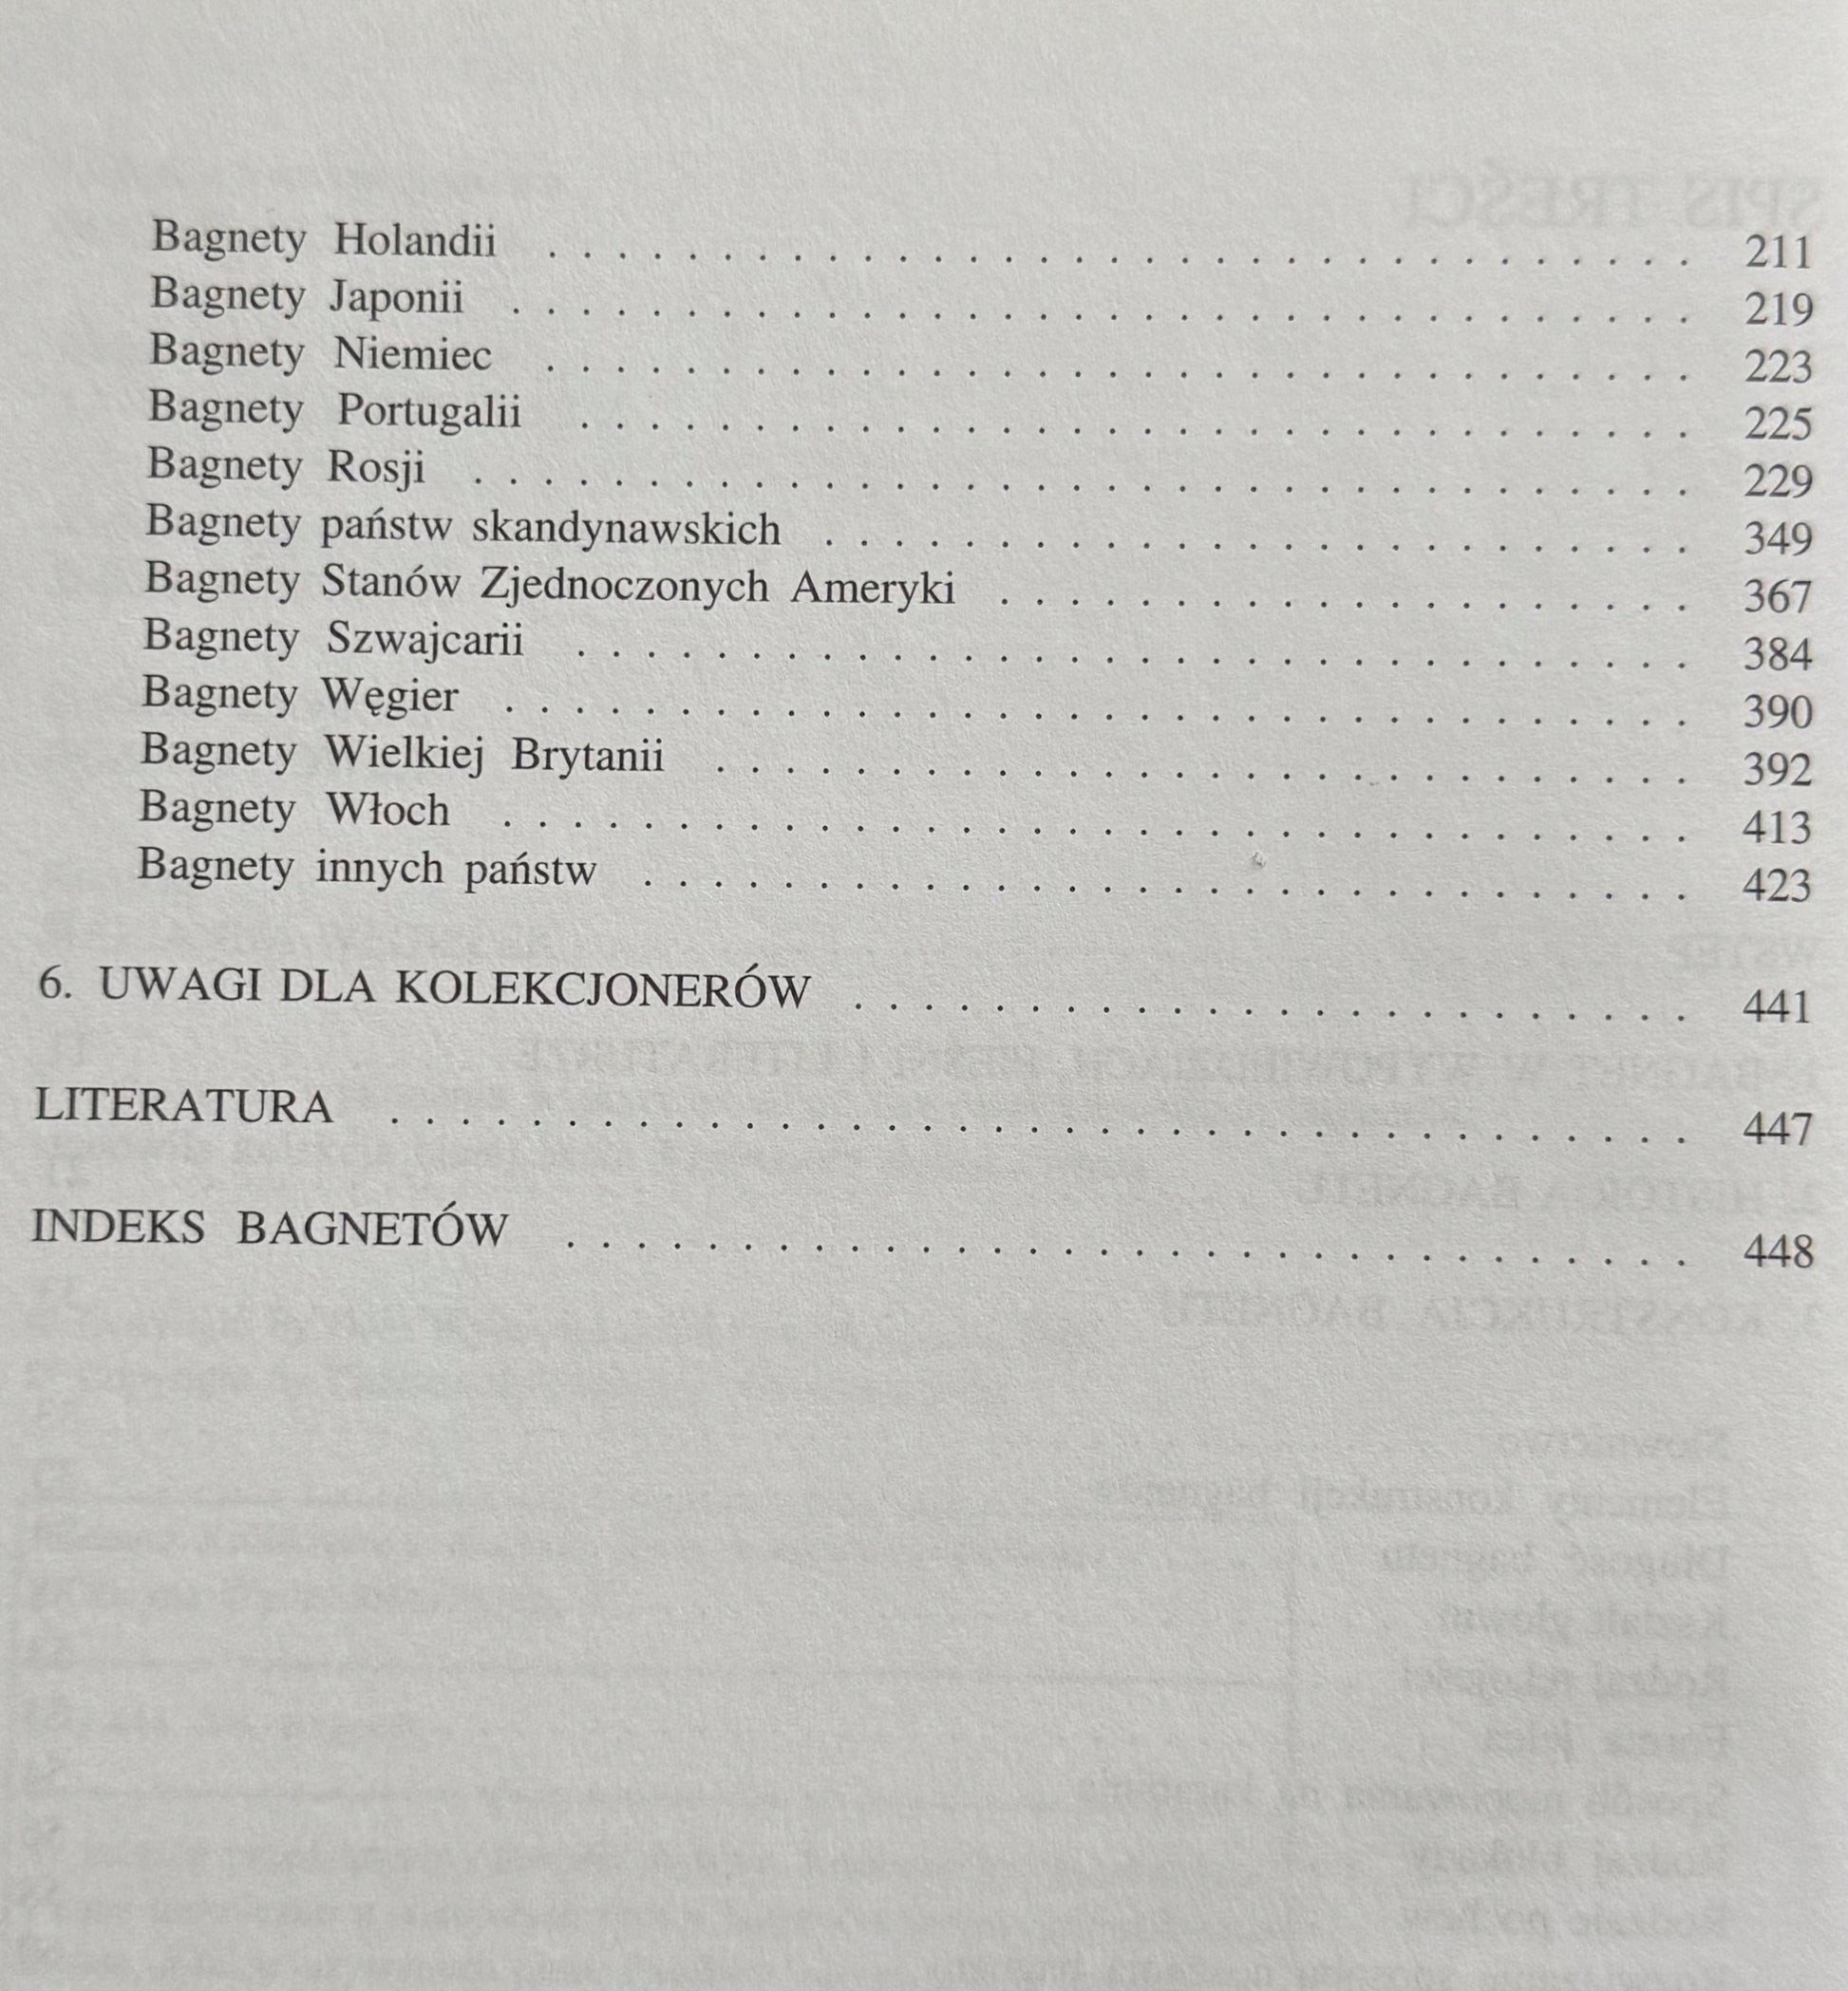 Bagnety Holandii . . . . . . . . . . . . . . . . . . . . . . . . . . . . . . . . . 211
Bagnety Japonii . . . . . . . . . . . . . . . . . . . . . . . . . . . . . . . . . . 219
Bagnety Niemiec . . . . . . . . . . . . . . . . . . . . . . . . . . . . . . . . . 223
Bagnety Portugalii . . . . . . . . . . . . . . . . . . . . . . . . . . . . . . . . 225
Bagnety Rosji . . . . . . . . . . . . . . . . . . . . . . . . . . . . . . . . . . . 229
Bagnety państw skandynawskich . . . . . . . . . . . . . . . . . . . . . . . . . 349
Bagnety Stanów Zjednoczonych Ameryki . . . . . . . . . . . . . . . . . . . . 367
Bagnety Szwajcarii . . . . . . . . . . . . . . . . . . . . . . . . . . . . . . . . 384
Bagnety Węgier . . . . . . . . . . . . . . . . . . . . . . . . . . . . . . . . . . 390
Bagnety Wielkiej Brytanii . . . . . . . . . . . . . . . . . . . . . . . . . . . . 392
Bagnety Włoch . . . . . . . . . . . . . . . . . . . . . . . . . . . . . . . . . . 413
Bagnety innych państw . . . . . . . . . . . . . . . . . . . . . . . . . . . . . . 423
6. UWAGI DLA KOLEKCJONERÓW . . . . . . . . . . . . . . . . . . . . . . . . 441
LITERATURA . . . . . . . . . . . . . . . . . . . . . . . . . . . . . . . . . . . . . 447
INDEKS BAGNETÓW . . . . . . . . . . . . . . . . . . . . . . . . . . . . . . . . 448